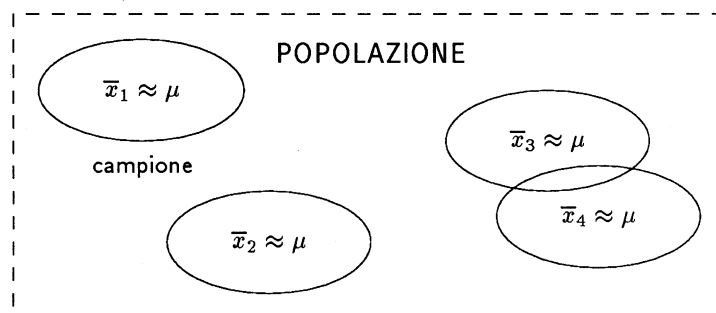 POPOLAZIONE
x̄₁ ≈ μ
campione
x̄₂ ≈ μ
x̄₃ ≈ μ
x̄₄ ≈ μ